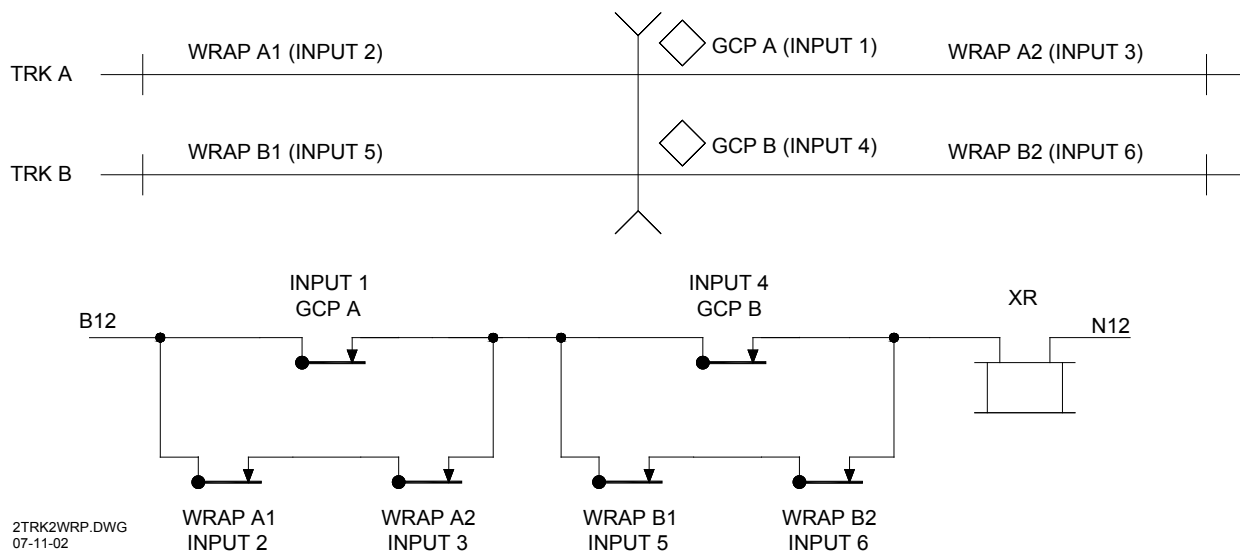 WRAP A1 (INPUT 2)
GCP A (INPUT 1)
WRAP A2 (INPUT 3)
TRK A
WRAP B1 (INPUT 5)
GCP B (INPUT 4)
WRAP B2 (INPUT 6)
TRK B
INPUT 1
GCP A
INPUT 4
GCP B
XR
B12
N12
WRAP A1
INPUT 2
WRAP A2
INPUT 3
WRAP B1
INPUT 5
WRAP B2
INPUT 6
2TRK2WRP.DWG
07-11-02